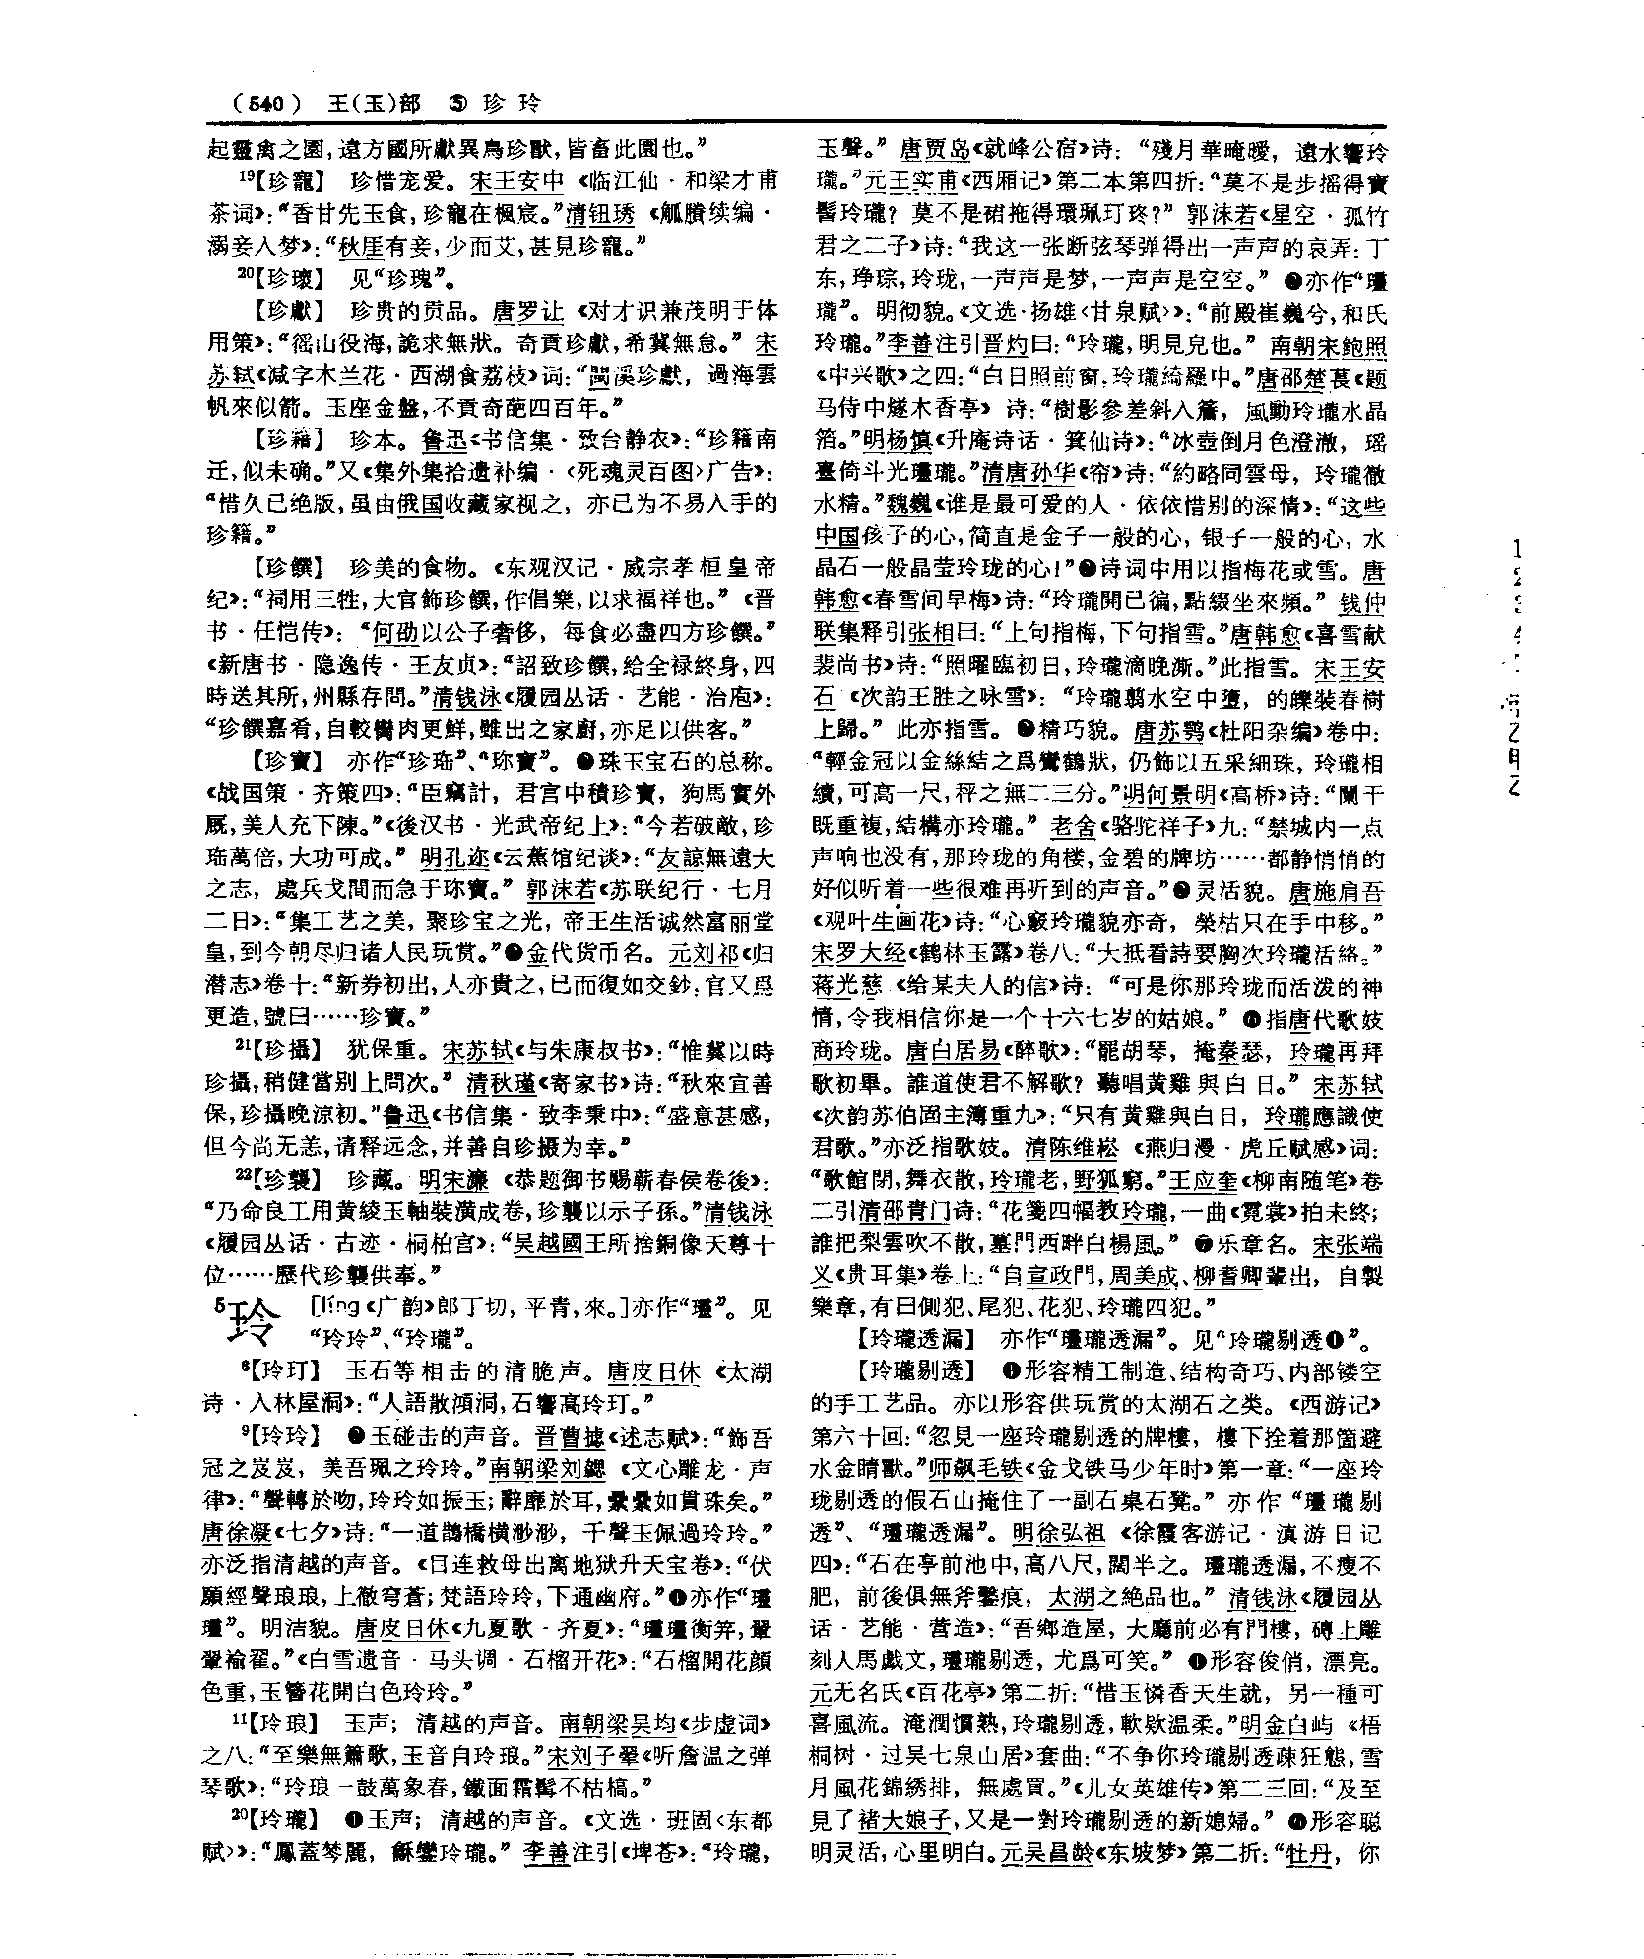 (540) 王(玉)部 ⑤ 珍 玲
起靈禽之園,遠方國所獻異鳥珍獸,皆畜此園也。”
19【珍寵】 珍惜宠爱。宋王安中《临江仙·和梁才甫
茶词》:“香甘先玉食,珍寵在楓宸。”清钮琇《觚賸续编·
溺妾入梦》:“秋厓有妾,少而艾,甚見珍寵。”
20【珍瓌】 见“珍瑰”。
【珍獻】 珍贵的贡品。唐罗让《对才识兼茂明于体
用策》:“徭山役海,詭求無狀。奇貢珍獻,希冀無怠。”宋
苏轼《减字木兰花·西湖食荔枝》词:“閩溪珍獻,過海雲
帆來似箭。玉座金盤,不貢奇葩四百年。”
【珍籍】 珍本。鲁迅《书信集·致台静农》:“珍籍南
迁,似未确。”又《集外集拾遗补编·〈死魂灵百图〉广告》:
“惜久已绝版,虽由俄国收藏家视之,亦已为不易入手的
珍籍。”
【珍饌】 珍美的食物。《东观汉记·威宗孝桓皇帝
纪》:“祠用三牲,大官飾珍饌,作倡樂,以求福祥也。”《晋
书·任恺传》:“何劭以公子奢侈,每食必盡四方珍饌。”
《新唐书·隐逸传·王友贞》:“詔致珍饌,給全禄終身,四
時送其所,州縣存問。”清钱泳《履园丛话·艺能·治庖》:
“珍饌嘉肴,自較臠肉更鮮,雖出之家廚,亦足以供客。”
【珍寶】 亦作“珍珤”、“珎寶”。❶珠玉宝石的总称。
《战国策·齐策四》:“臣竊計,君宫中積珍寶,狗馬實外
厩,美人充下陳。”《後汉书·光武帝纪上》:“今若破敵,珍
珤萬倍,大功可成。”明孔迩《云蕉馆纪谈》:“友諒無遠大
之志,處兵戈間而急于珎寶。”郭沫若《苏联纪行·七月
二日》:“集工艺之美,聚珍宝之光,帝王生活诚然富丽堂
皇,到今朝尽归诸人民玩赏。”❷金代货币名。元刘祁《归
潜志》卷十:“新券初出,人亦貴之,已而復如交鈔;官又爲
更造,號曰……珍寶。”
21【珍攝】 犹保重。宋苏轼《与朱康叔书》:“惟冀以時
珍攝,稍健當别上問次。”清秋瑾《寄家书》诗:“秋來宜善
保,珍攝晚涼初。”鲁迅《书信集·致李秉中》:“盛意甚感,
但今尚无恙,请释远念,并善自珍摄为幸。”
22【珍襲】 珍藏。明宋濂《恭题御书赐蕲春侯卷後》:
“乃命良工用黄綾玉軸裝潢成卷,珍襲以示子孫。”清钱泳
《履园丛话·古迹·桐柏宫》:“吴越國王所捨銅像天尊十
位……歷代珍襲供奉。”
5玲 [líng《广韵》郎丁切,平青,來。]亦作“瓏”。见
“玲玲”、“玲瓏”。
6【玲玎】 玉石等相击的清脆声。唐皮日休《太湖
诗·入林屋洞》:“人語散澒洞,石響高玲玎。”
9【玲玲】 ❶玉碰击的声音。晋曹摅《述志赋》:“飾吾
冠之岌岌,美吾珮之玲玲。”南朝梁刘勰《文心雕龙·声
律》:“聲轉於吻,玲玲如振玉;辭靡於耳,纍纍如貫珠矣。”
唐徐凝《七夕》诗:“一道鵲橋横渺渺,千聲玉佩過玲玲。”
亦泛指清越的声音。《目连救母出离地狱升天宝卷》:“伏
願經聲琅琅,上徹穹蒼;梵語玲玲,下通幽府。”❷亦作“瓏
瓏”。明洁貌。唐皮日休《九夏歌·齐夏》:“瓏瓏衡笄,翬
翬褕翟。”《白雪遗音·马头调·石榴开花》:“石榴開花顔
色重,玉簪花開白色玲玲。”
11【玲琅】 玉声;清越的声音。南朝梁吴均《步虚词》
之八:“至樂無簫歌,玉音自玲琅。”宋刘子翚《听詹温之弹
琴歌》:“玲琅一鼓萬象春,鐵面霜髯不枯槁。”
20【玲瓏】 ❶玉声;清越的声音。《文选·班固〈东都
赋〉》:“鳳蓋棽麗,龢鑾玲瓏。”李善注引《埤苍》:“玲瓏,
玉聲。”唐贾岛《就峰公宿》诗:“殘月華晻曖,遠水響玲
瓏。”元王实甫《西厢记》第二本第四折:“莫不是步摇得寶
髻玲瓏?莫不是裙拖得環珮玎咚?”郭沫若《星空·孤竹
君之二子》诗:“我这一张断弦琴弹得出一声声的哀弄:丁
东,琤琮,玲珑,一声声是梦,一声声是空空。”❷亦作“瓏
瓏”。明彻貌。《文选·扬雄〈甘泉赋〉》:“前殿崔巍兮,和氏
玲瓏。”李善注引晋灼曰:“玲瓏,明見皃也。”南朝宋鲍照
《中兴歌》之四:“白日照前窗,玲瓏綺羅中。”唐邵楚苌《题
马侍中燧木香亭》诗:“樹影參差斜入簷,風動玲瓏水晶
箔。”明杨慎《升庵诗话·箕仙诗》:“冰壺倒月色澄澈,瑶
臺倚斗光瓏瓏。”清唐孙华《帘》诗:“約略同雲母,玲瓏徹
水精。”魏巍《谁是最可爱的人·依依惜别的深情》:“这些
中国孩子的心,简直是金子一般的心,银子一般的心,水
晶石一般晶莹玲珑的心!”❸诗词中用以指梅花或雪。唐
韩愈《春雪间早梅》诗:“玲瓏開已徧,點綴坐來頻。”钱仲
联集释引张相曰:“上句指梅,下句指雪。”唐韩愈《喜雪献
裴尚书》诗:“照曜臨初日,玲瓏滴晚澌。”此指雪。宋王安
石《次韵王胜之咏雪》:“玲瓏翦水空中墮,的皪裝春樹
上歸。”此亦指雪。❹精巧貌。唐苏鹗《杜阳杂编》卷中:
“輕金冠以金絲結之爲鸞鶴狀,仍飾以五采細珠,玲瓏相
續,可高一尺,秤之無二三分。”明何景明《高桥》诗:“闌干
既重複,結構亦玲瓏。”老舍《骆驼祥子》九:“禁城内一点
声响也没有,那玲珑的角楼,金碧的牌坊……都静悄悄的
好似听着一些很难再听到的声音。”❺灵活貌。唐施肩吾
《观叶生画花》诗:“心竅玲瓏貌亦奇,榮枯只在手中移。”
宋罗大经《鹤林玉露》卷八:“大抵看詩要胸次玲瓏活絡。”
蒋光慈《给某夫人的信》诗:“可是你那玲珑而活泼的神
情,令我相信你是一个十六七岁的姑娘。”❻指唐代歌妓
商玲珑。唐白居易《醉歌》:“罷胡琴,掩秦瑟,玲瓏再拜
歌初畢。誰道使君不解歌?聽唱黄雞與白日。”宋苏轼
《次韵苏伯固主簿重九》:“只有黄雞與白日,玲瓏應識使
君歌。”亦泛指歌妓。清陈维崧《燕归漫·虎丘赋感》词:
“歌館閉,舞衣散,玲瓏老,野狐窮。”王应奎《柳南随笔》卷
二引清邵青门诗:“花箋四幅教玲瓏,一曲《霓裳》拍未終;
誰把梨雲吹不散,墓門西畔白楊風。”❼乐章名。宋张端
义《贵耳集》卷上:“自宣政間,周美成、柳耆卿輩出,自製
樂章,有曰側犯、尾犯、花犯、玲瓏四犯。”
【玲瓏透漏】 亦作“瓏瓏透漏”。见“玲瓏剔透❶”。
【玲瓏剔透】 ❶形容精工制造、结构奇巧、内部镂空
的手工艺品。亦以形容供玩赏的太湖石之类。《西游记》
第六十回:“忽見一座玲瓏剔透的牌樓,樓下拴着那箇避
水金睛獸。”师飙毛铁《金戈铁马少年时》第一章:“一座玲
珑剔透的假石山掩住了一副石桌石凳。”亦作“瓏瓏剔
透”、“瓏瓏透漏”。明徐弘祖《徐霞客游记·滇游日记
四》:“石在亭前池中,高八尺,闊半之。瓏瓏透漏,不瘦不
肥,前後俱無斧鑿痕,太湖之絶品也。”清钱泳《履园丛
话·艺能·营造》:“吾鄉造屋,大廳前必有門樓,磚上雕
刻人馬戲文,瓏瓏剔透,尤爲可笑。”❷形容俊俏,漂亮。
元无名氏《百花亭》第二折:“惜玉憐香天生就,另一種可
喜風流。淹潤慣熟,玲瓏剔透,軟欵温柔。”明金白屿《梧
桐树·过吴七泉山居》套曲:“不争你玲瓏剔透疎狂態,雪
月風花錦綉排,無處買。”《儿女英雄传》第二三回:“及至
見了褚大娘子,又是一對玲瓏剔透的新媳婦。”❸形容聪
明灵活,心里明白。元吴昌龄《东坡梦》第二折:“牡丹,你